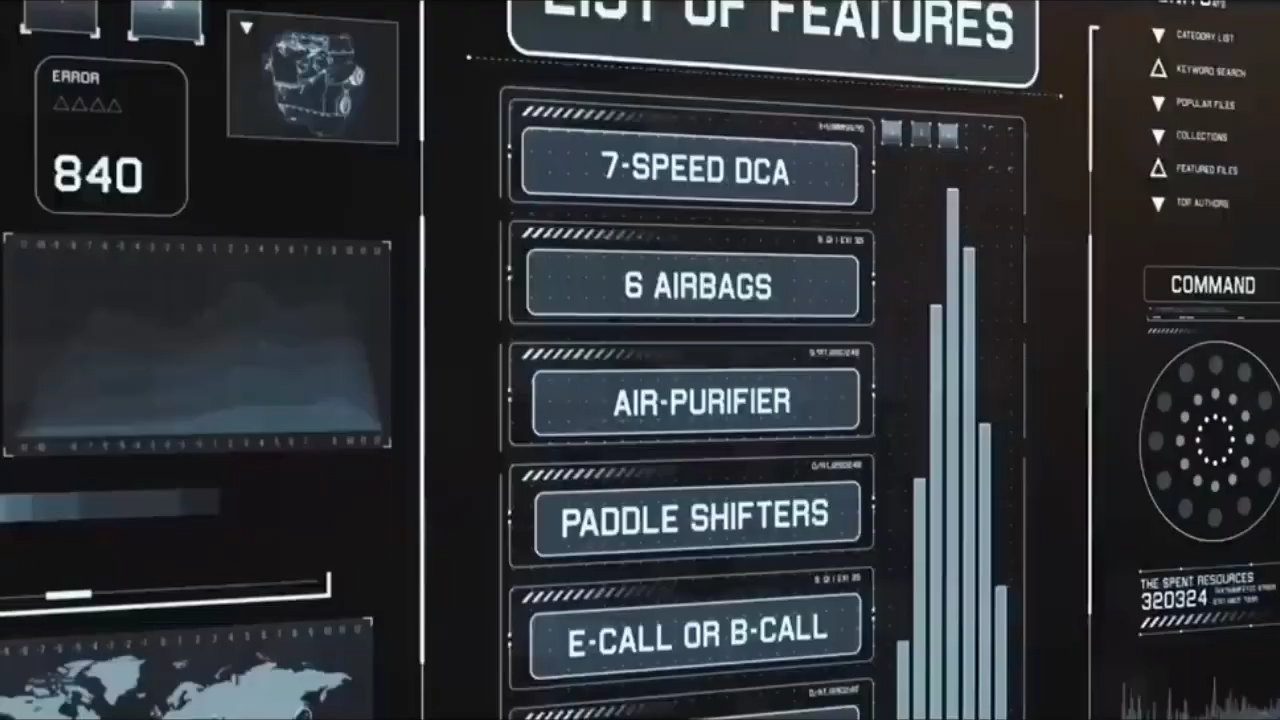 LIST OF FEATURES
ERROR
840
7-SPEED DCA
6 AIRBAGS
AIR-PURIFIER
PADDLE SHIFTERS
E-CALL OR B-CALL
CATEGORY LIST
KEYWORD SEARCH
POPULAR FILES
COLLECTIONS
FEATURED FILES
TOP AUTHORS
COMMAND
THE SPENT RESOURCES
320324